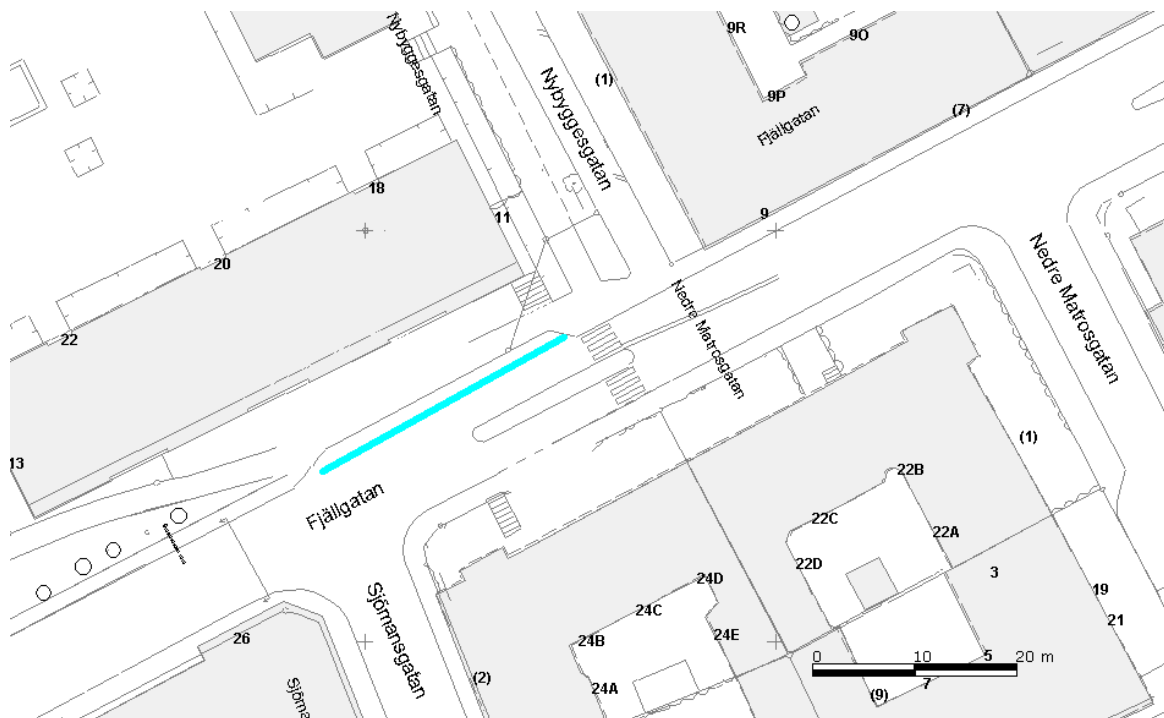 Nybyggesgatan
9R
9O
(1)
Nybyggesgatan
9P
(7)
Fjällgatan
18
11
9
20
Nedre Matrosgatan
22
Nedre Matrosgatan
13
(1)
22B
22C
Fjällgatan
22A
22D
3
24D
19
24C
Sjömansgatan
21
24E
26
24B
0 10 20 m
5
(2)
24A
7
(9)